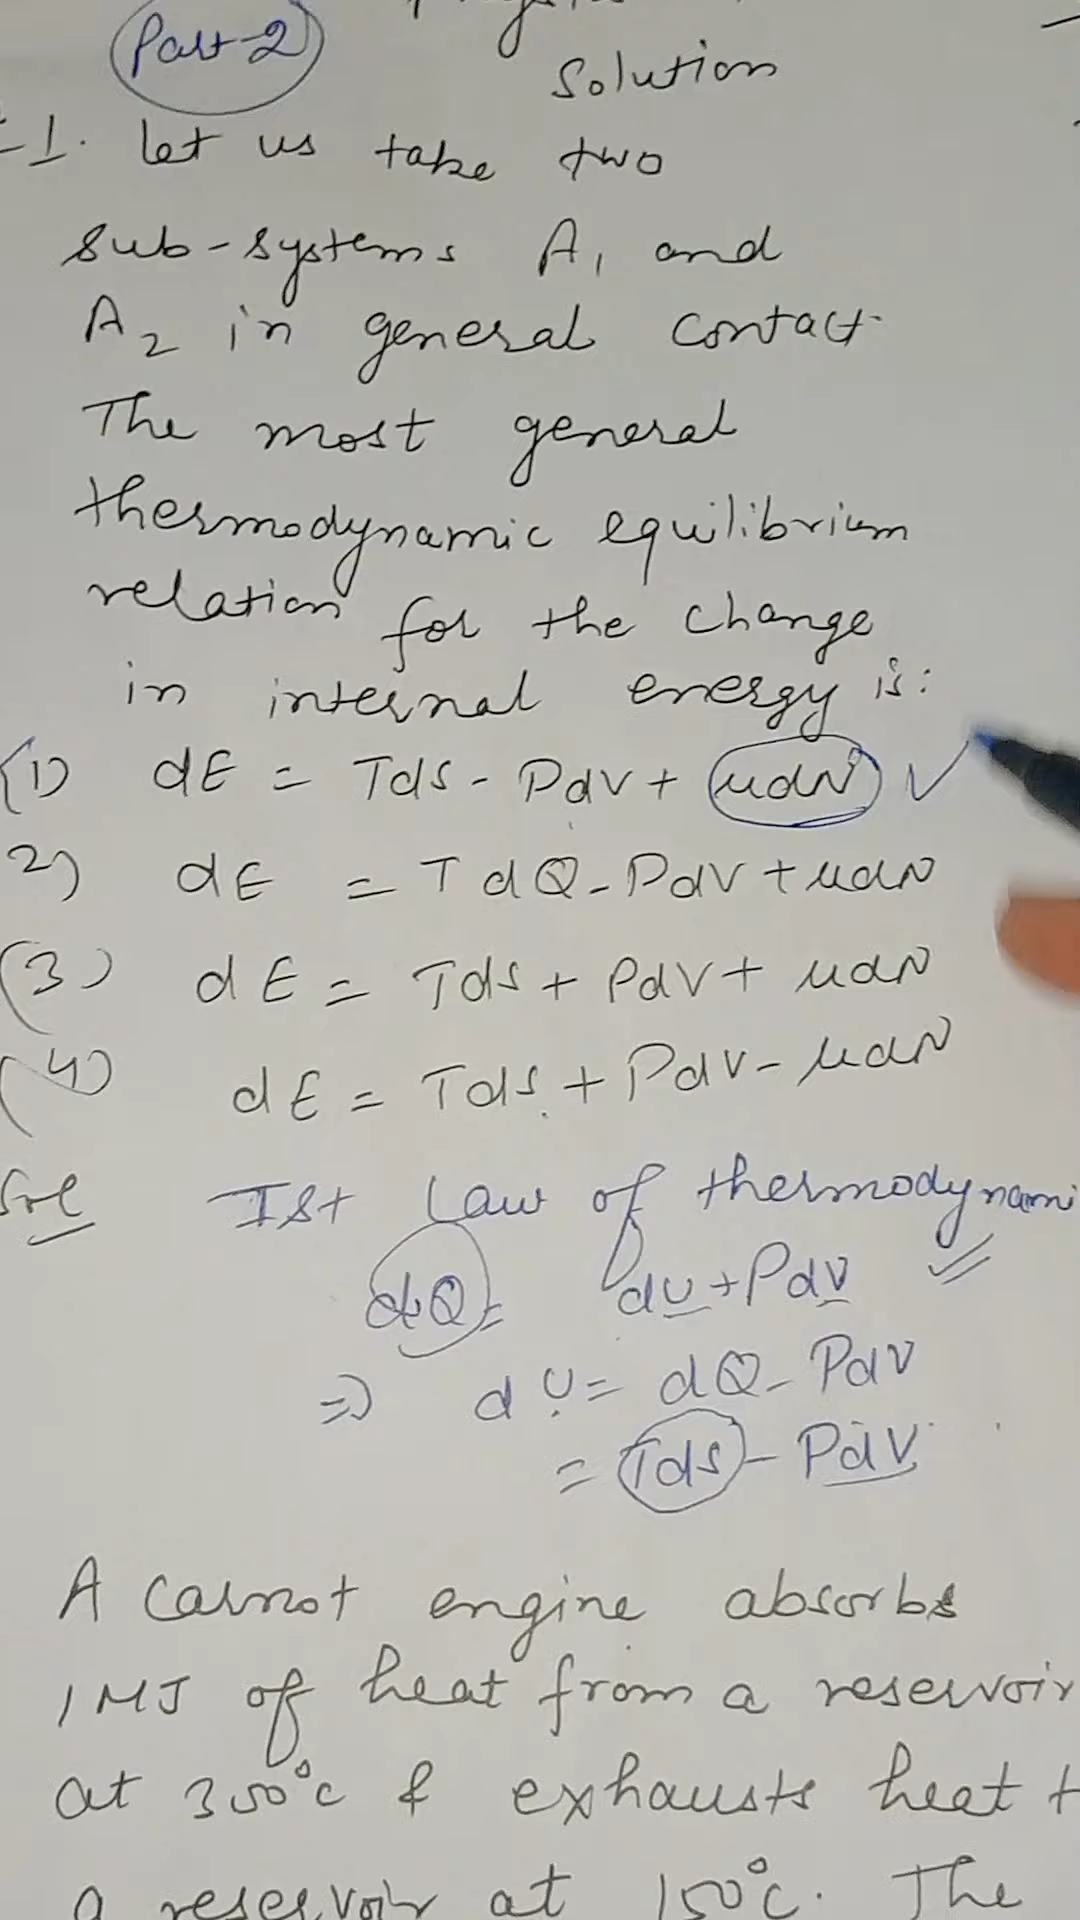 Part-2
Solution
-1. let us take two
sub-systems A₁ and
A₂ in general contact.
The most general
thermodynamic equilibrium
relation for the change
in internal energy is:
(1) dE = Tds - PdV + μdN ✓
2) dE = TdQ - PdV + μdN
(3) dE = Tds + PdV + μdN
(4) dE = Tds + PdV - μdN
Sol Ist Law of thermodynami
dQ = dU + PdV
⇒ dU = dQ - PdV
= Tds - PdV
A carnot engine absorbs
1MJ of heat from a reservoir
at 300°c & exhausts heat t
a reservoir at 150°c. The